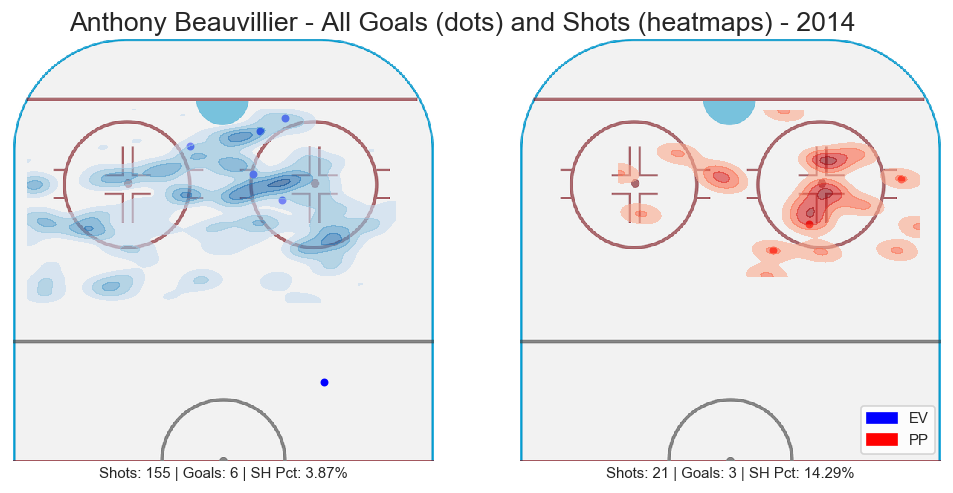 Anthony Beauvillier - All Goals (dots) and Shots (heatmaps) - 2014
EV
PP
Shots: 155 | Goals: 6 | SH Pct: 3.87%
Shots: 21 | Goals: 3 | SH Pct: 14.29%